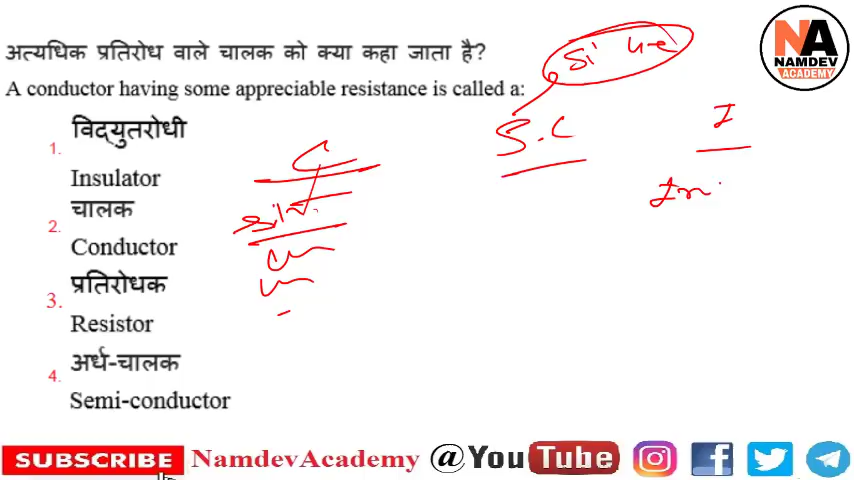 अत्यधिक प्रतिरोध वाले चालक को क्या कहा जाता है?
A conductor having some appreciable resistance is called a:
1. विद्युतरोधी
Insulator
2. चालक
Conductor
3. प्रतिरोधक
Resistor
4. अर्ध-चालक
Semi-conductor
C
S.C
Si
I
NA
NAMDEV
ACADEMY
SUBSCRIBE NamdevAcademy @YouTube